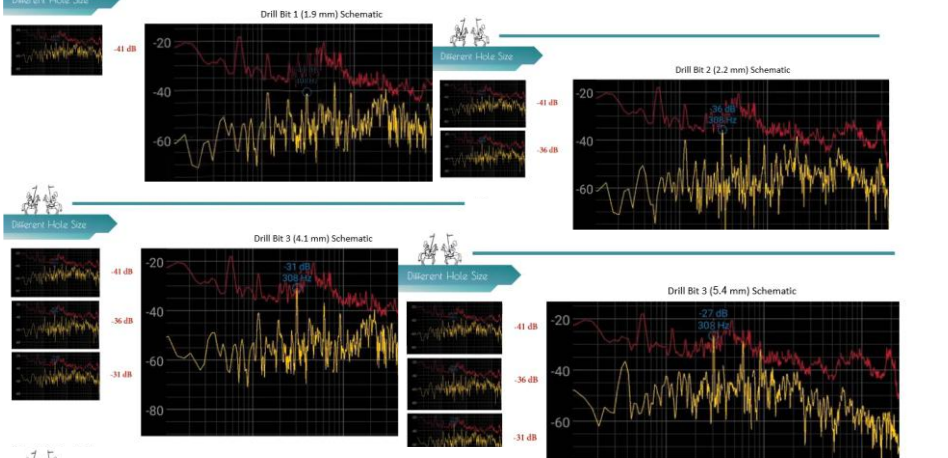 Different Hole Size
-41 dB
Drill Bit 1 (1.9 mm) Schematic
-20
-40
-60
Different Hole Size
-41 dB
-36 dB
Drill Bit 2 (2.2 mm) Schematic
-20
-36 dB
308 Hz
-40
-60
Different Hole Size
-41 dB
-36 dB
-31 dB
Drill Bit 3 (4.1 mm) Schematic
-20
-31 dB
308 Hz
-40
-60
-80
Different Hole Size
-41 dB
-36 dB
-31 dB
Drill Bit 3 (5.4 mm) Schematic
-27 dB
308 Hz
-20
-40
-60